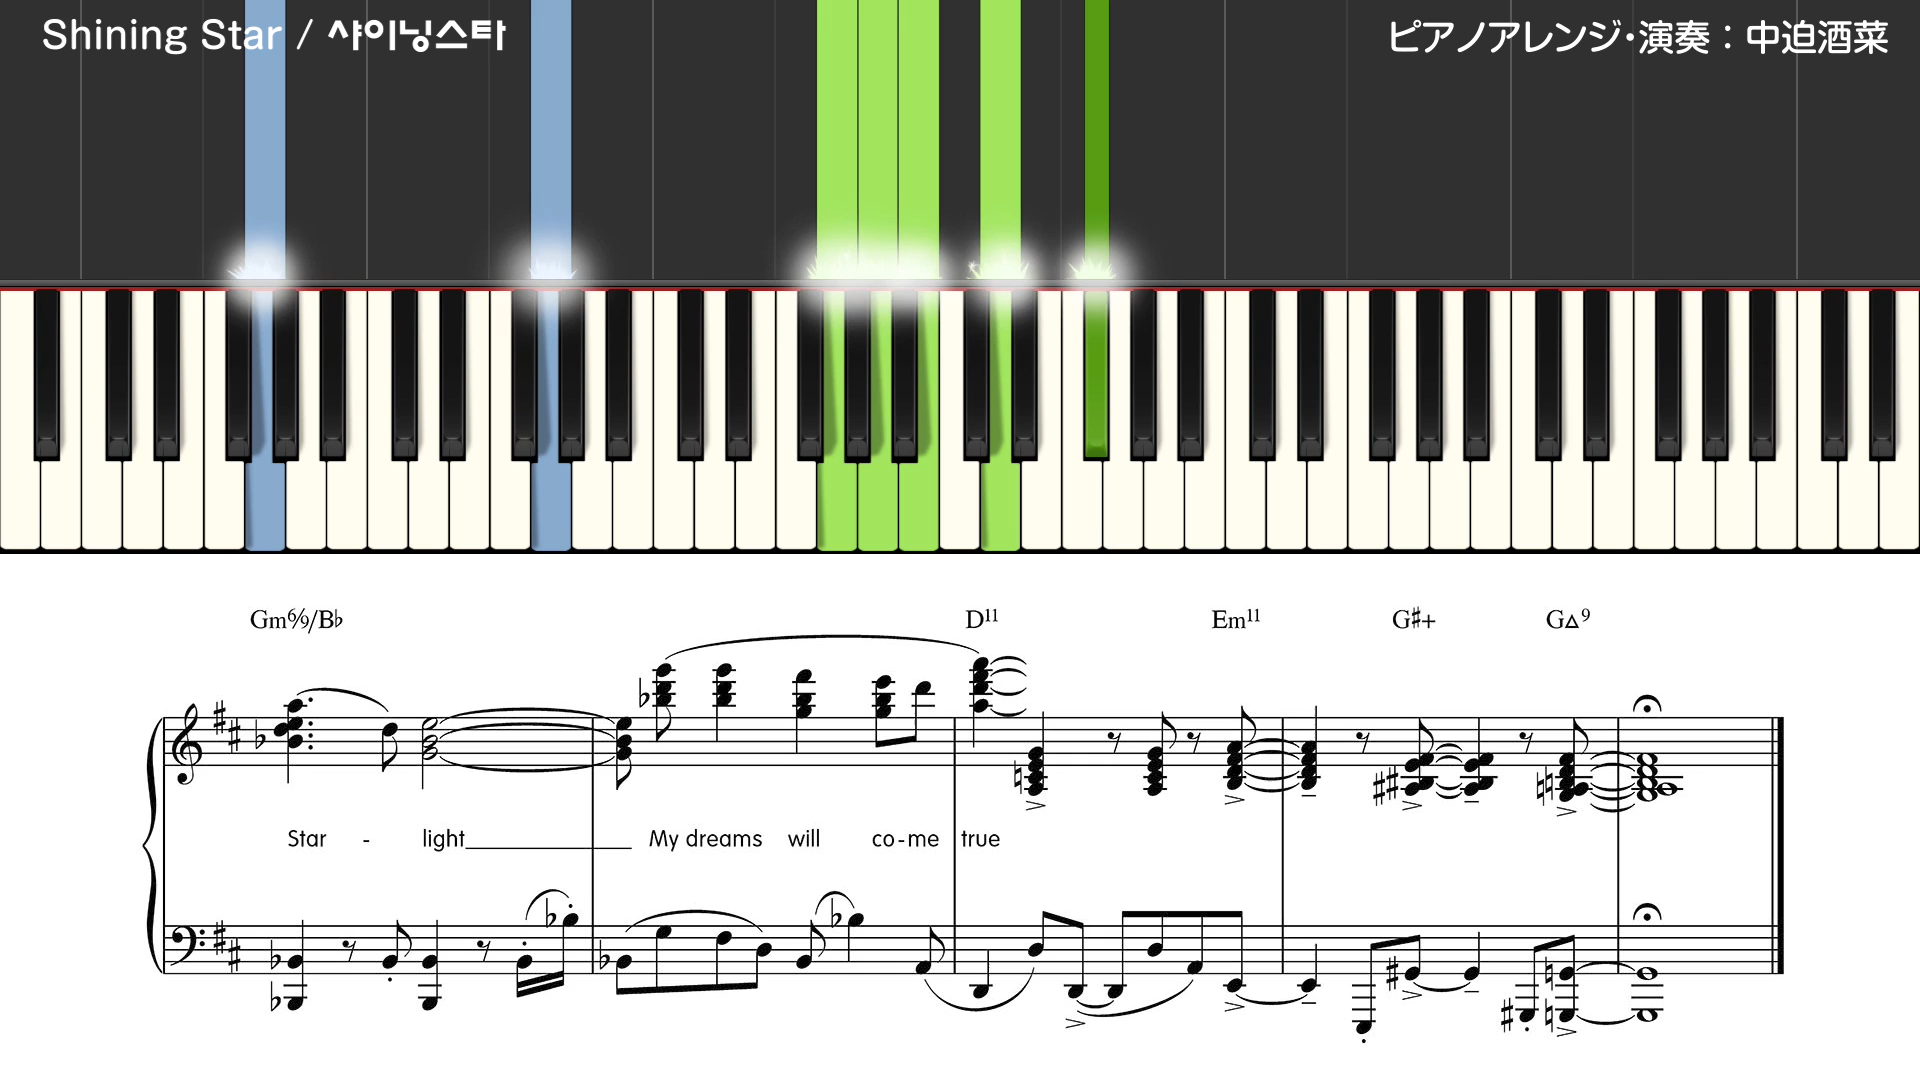 Shining Star / 샤이닝스타
ピアノアレンジ・演奏：中迫酒菜
Gm6/9/B♭ D11 Em11 G#+ G△9
Star - light__________ My dreams will co-me true